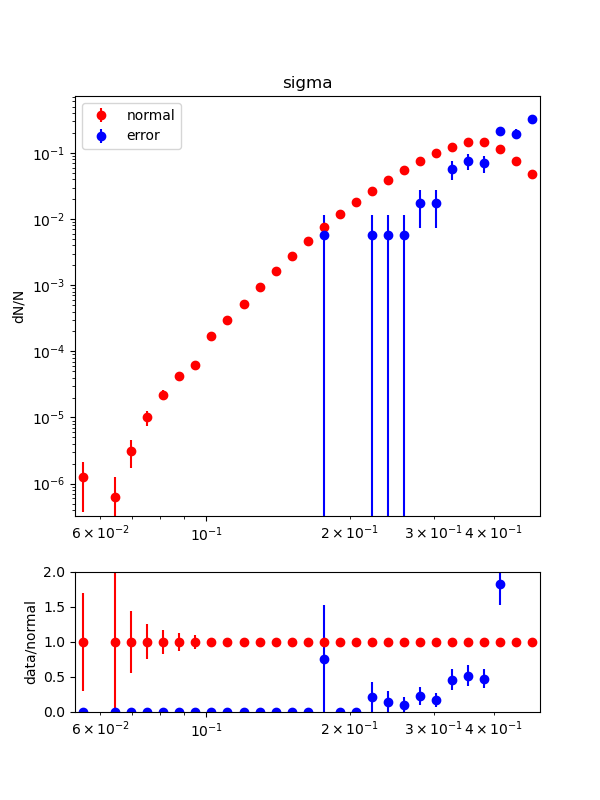 sigma
normal
error
dN/N
10⁻¹
10⁻²
10⁻³
10⁻⁴
10⁻⁵
10⁻⁶
6 × 10⁻² 10⁻¹ 2 × 10⁻¹ 3 × 10⁻¹ 4 × 10⁻¹
data/normal
2.0
1.5
1.0
0.5
0.0
6 × 10⁻² 10⁻¹ 2 × 10⁻¹ 3 × 10⁻¹ 4 × 10⁻¹